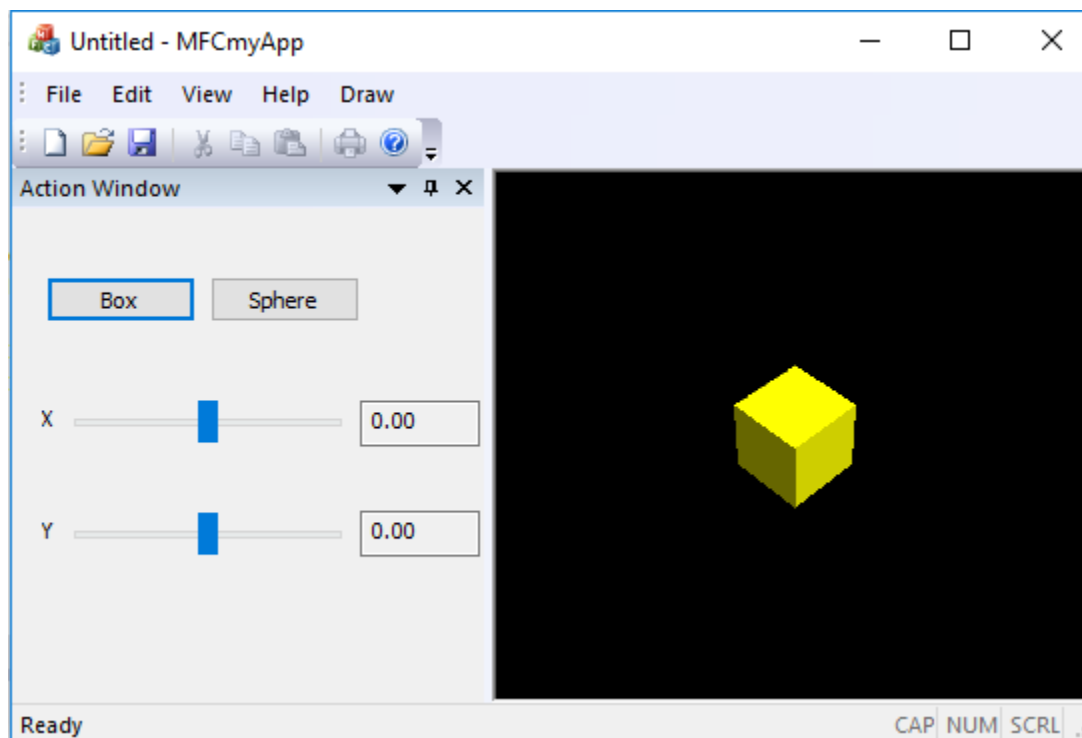 Untitled - MFCmyApp
File Edit View Help Draw
Action Window
Box Sphere
X 0.00
Y 0.00
Ready CAP NUM SCRL